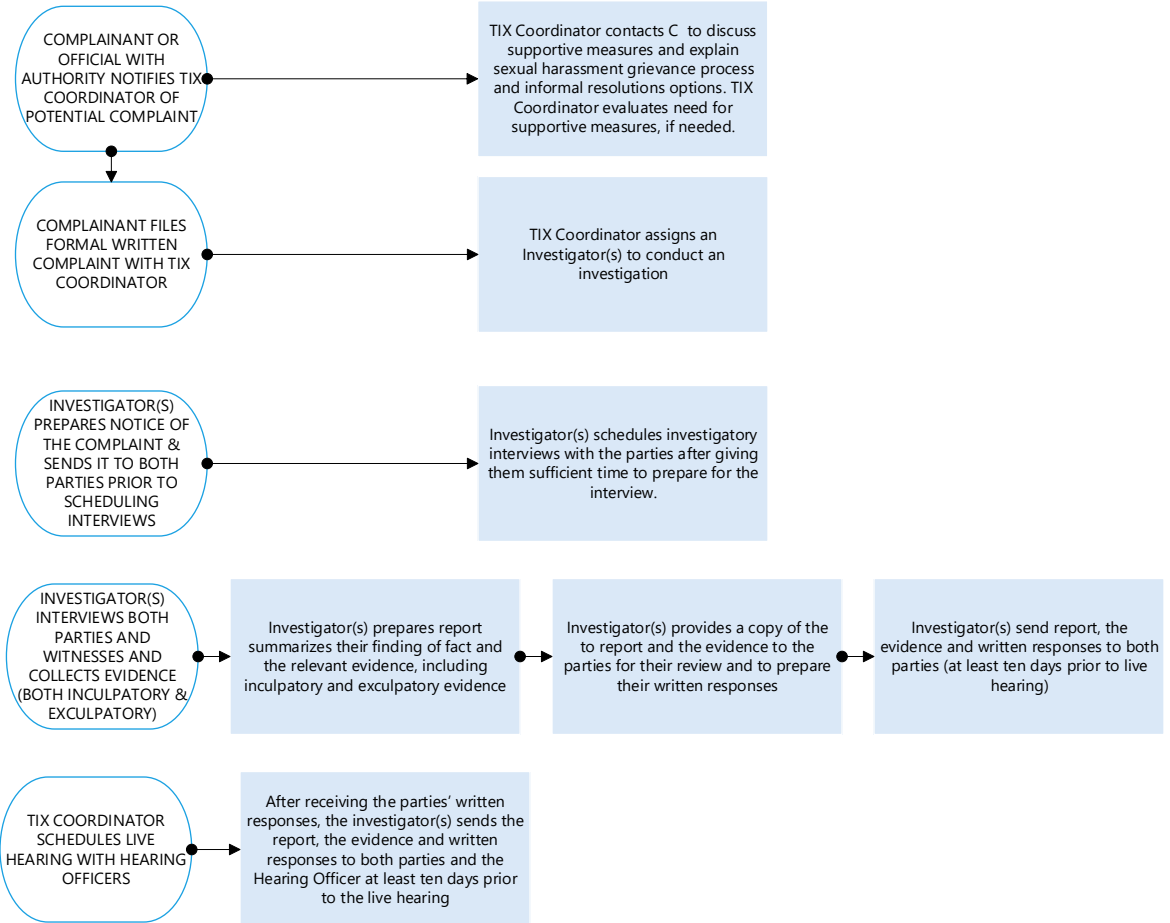 COMPLAINANT OR
OFFICIAL WITH
AUTHORITY NOTIFIES TIX
COORDINATOR OF
POTENTIAL COMPLAINT
TIX Coordinator contacts C  to discuss
supportive measures and explain
sexual harassment grievance process
and informal resolutions options. TIX
Coordinator evaluates need for
supportive measures, if needed.
COMPLAINANT FILES
FORMAL WRITTEN
COMPLAINT WITH TIX
COORDINATOR
TIX Coordinator assigns an
Investigator(s) to conduct an
investigation
INVESTIGATOR(S)
PREPARES NOTICE OF
THE COMPLAINT &
SENDS IT TO BOTH
PARTIES PRIOR TO
SCHEDULING
INTERVIEWS
Investigator(s) schedules investigatory
interviews with the parties after giving
them sufficient time to prepare for the
interview.
INVESTIGATOR(S)
INTERVIEWS BOTH
PARTIES AND
WITNESSES AND
COLLECTS EVIDENCE
(BOTH INCULPATORY &
EXCULPATORY)
Investigator(s) prepares report
summarizes their finding of fact and
the relevant evidence, including
inculpatory and exculpatory evidence
Investigator(s) provides a copy of the
to report and the evidence to the
parties for their review and to prepare
their written responses
Investigator(s) send report, the
evidence and written responses to both
parties (at least ten days prior to live
hearing)
TIX COORDINATOR
SCHEDULES LIVE
HEARING WITH HEARING
OFFICERS
After receiving the parties’ written
responses, the investigator(s) sends the
report, the evidence and written
responses to both parties and the
Hearing Officer at least ten days prior
to the live hearing